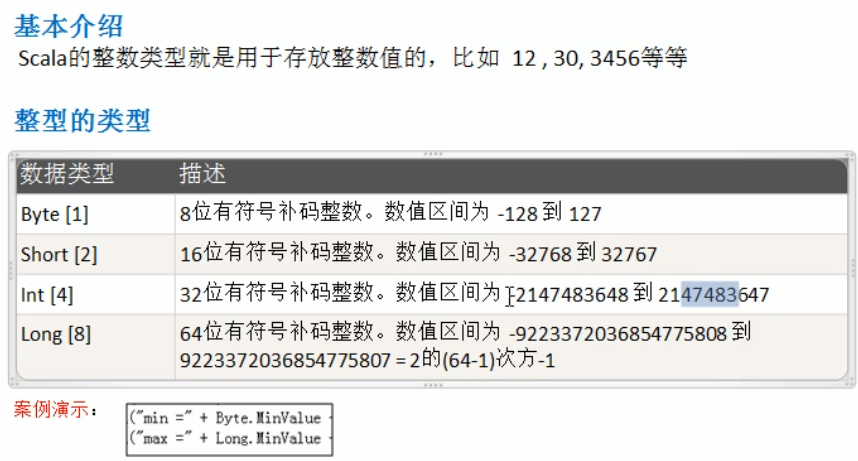 基本介绍
Scala的整数类型就是用于存放整数值的，比如 12 , 30, 3456等等
整型的类型
数据类型 描述
Byte [1] 8位有符号补码整数。数值区间为 -128 到 127
Short [2] 16位有符号补码整数。数值区间为 -32768 到 32767
Int [4] 32位有符号补码整数。数值区间为 -2147483648 到 2147483647
Long [8] 64位有符号补码整数。数值区间为 -9223372036854775808 到
9223372036854775807 = 2的(64-1)次方-1
案例演示：
("min =" + Byte.MinValue
("max =" + Long.MinValue